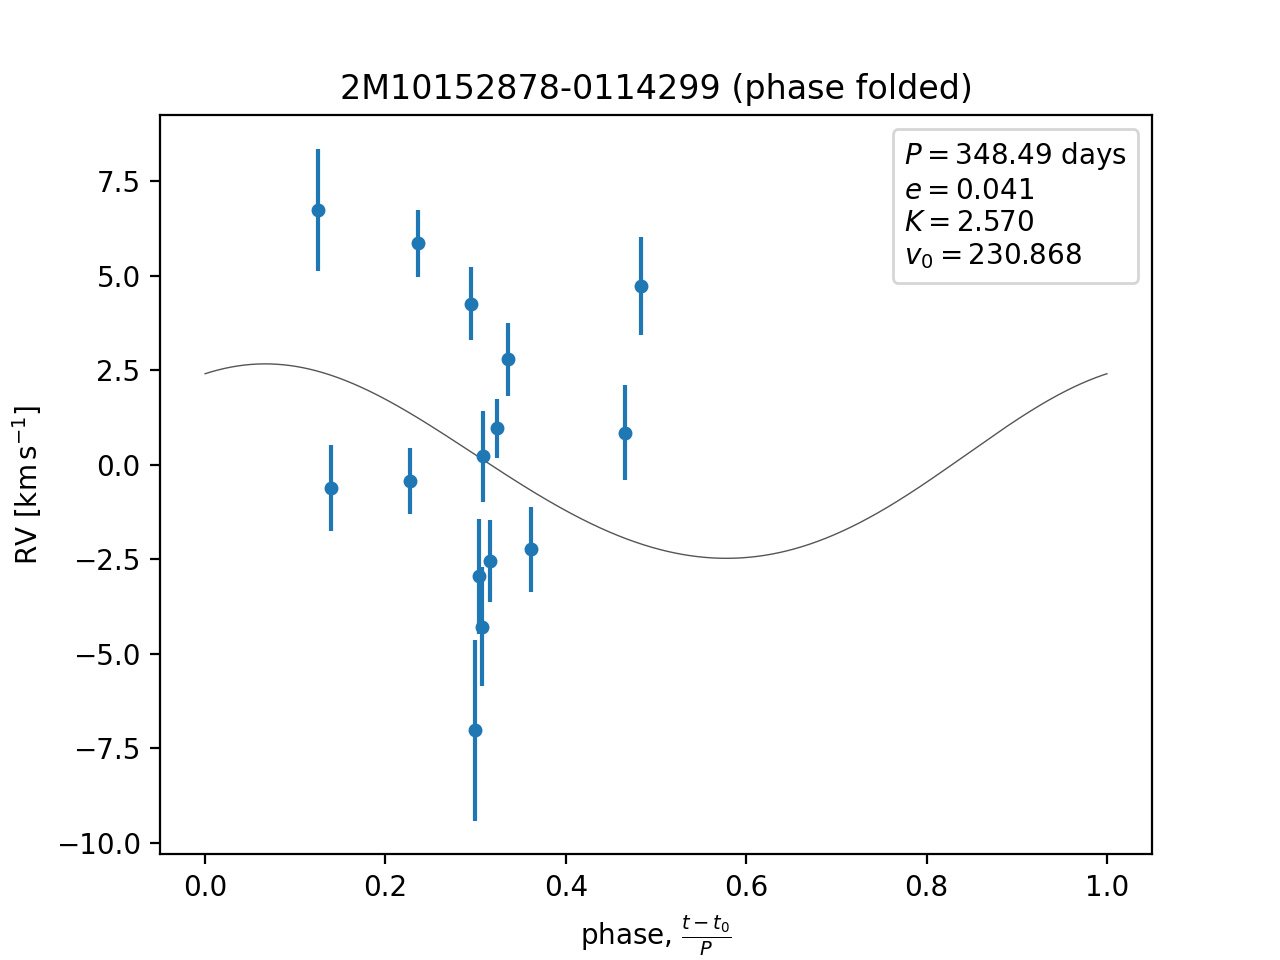 2M10152878-0114299 (phase folded)
P = 348.49 days
e = 0.041
K = 2.570
v₀ = 230.868
RV [km s⁻¹]
7.5
5.0
2.5
0.0
−2.5
−5.0
−7.5
−10.0
0.0 0.2 0.4 0.6 0.8 1.0
phase, (t − t₀)/P